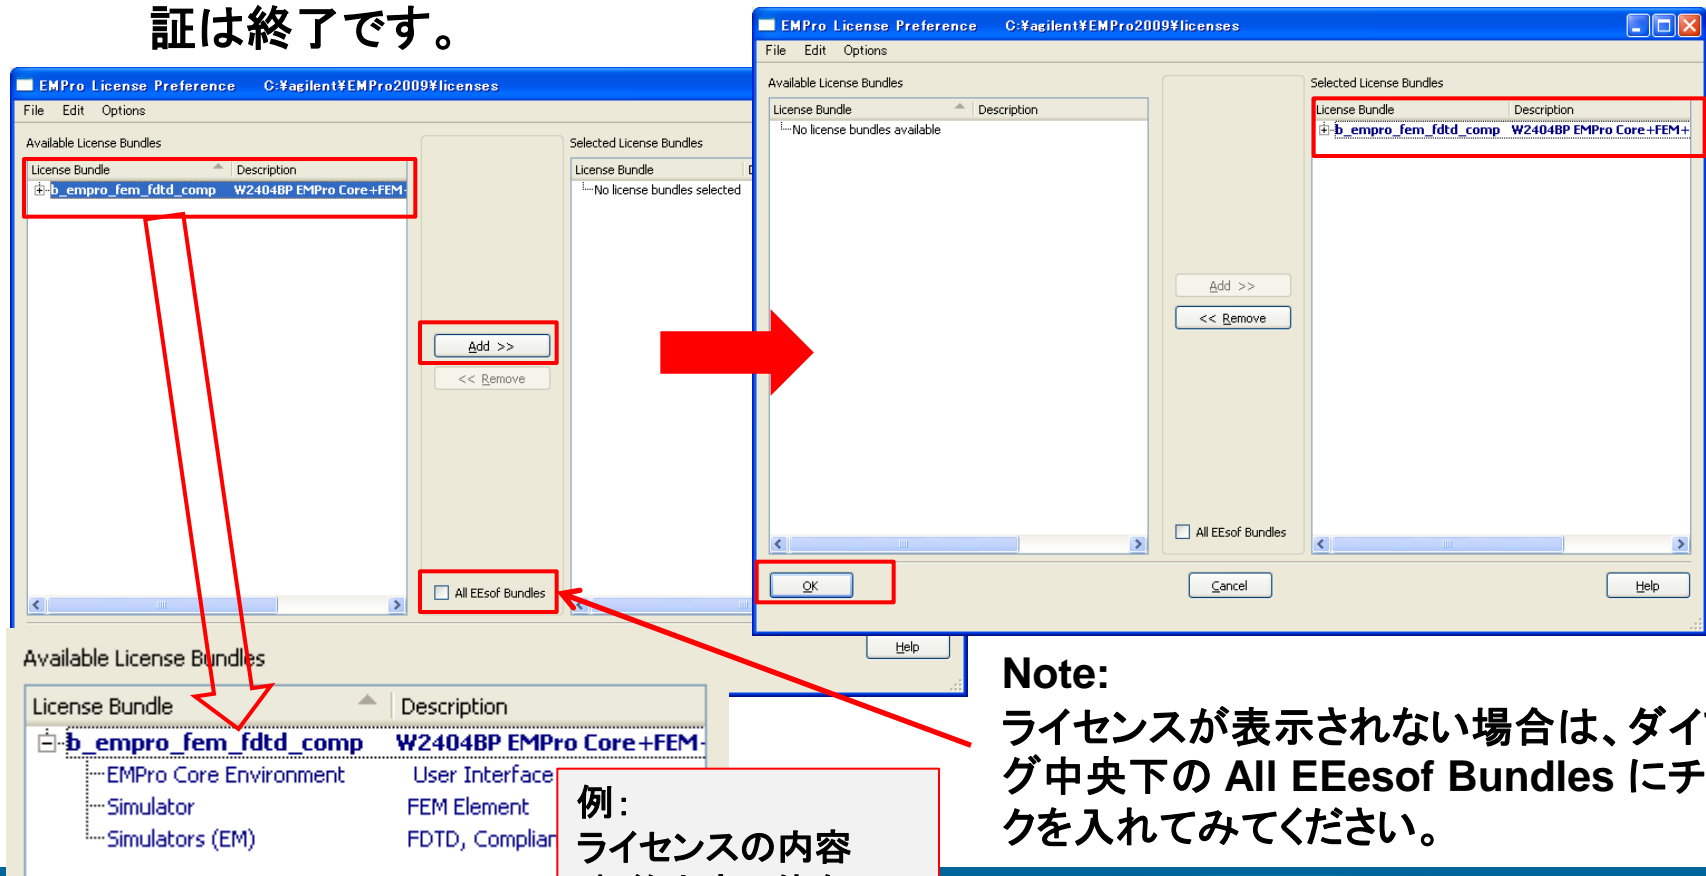 証は終了です。
EMPro License Preference C:¥agilent¥EMPro2009¥licenses
File Edit Options
Available License Bundles
License Bundle Description
b_empro_fem_fdtd_comp W2404BP EMPro Core+FEM-
Add >>
<< Remove
All EEsof Bundles
Selected License Bundles
License Bundle
No license bundles selected
Help
EMPro License Preference C:¥agilent¥EMPro2009¥licenses
File Edit Options
Available License Bundles
License Bundle Description
No license bundles available
Add >>
<< Remove
All EEsof Bundles
Selected License Bundles
License Bundle Description
b_empro_fem_fdtd_comp W2404BP EMPro Core+FEM+
OK
Cancel
Help
Available License Bundles
License Bundle Description
b_empro_fem_fdtd_comp W2404BP EMPro Core+FEM-
EMPro Core Environment User Interface
Simulator FEM Element
Simulators (EM) FDTD, Complian
例：
ライセンスの内容
Note:
ライセンスが表示されない場合は、ダイ
グ中央下の All EEesof Bundles にチ
クを入れてみてください。